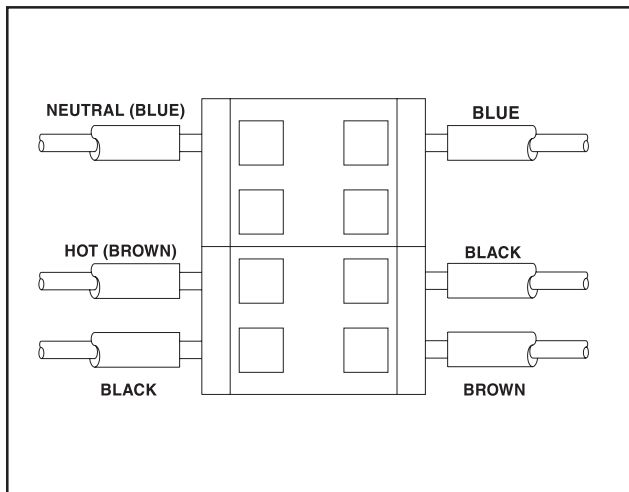 NEUTRAL (BLUE)
BLUE
HOT (BROWN)
BLACK
BLACK
BROWN